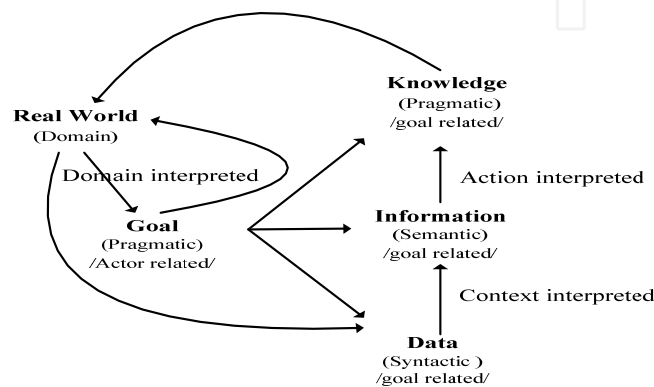 Knowledge
(Pragmatic)
/goal related/
Real World
(Domain)
Domain interpreted
Action interpreted
Goal
(Pragmatic)
/Actor related/
Information
(Semantic)
/goal related/
Context interpreted
Data
(Syntactic )
/goal related/